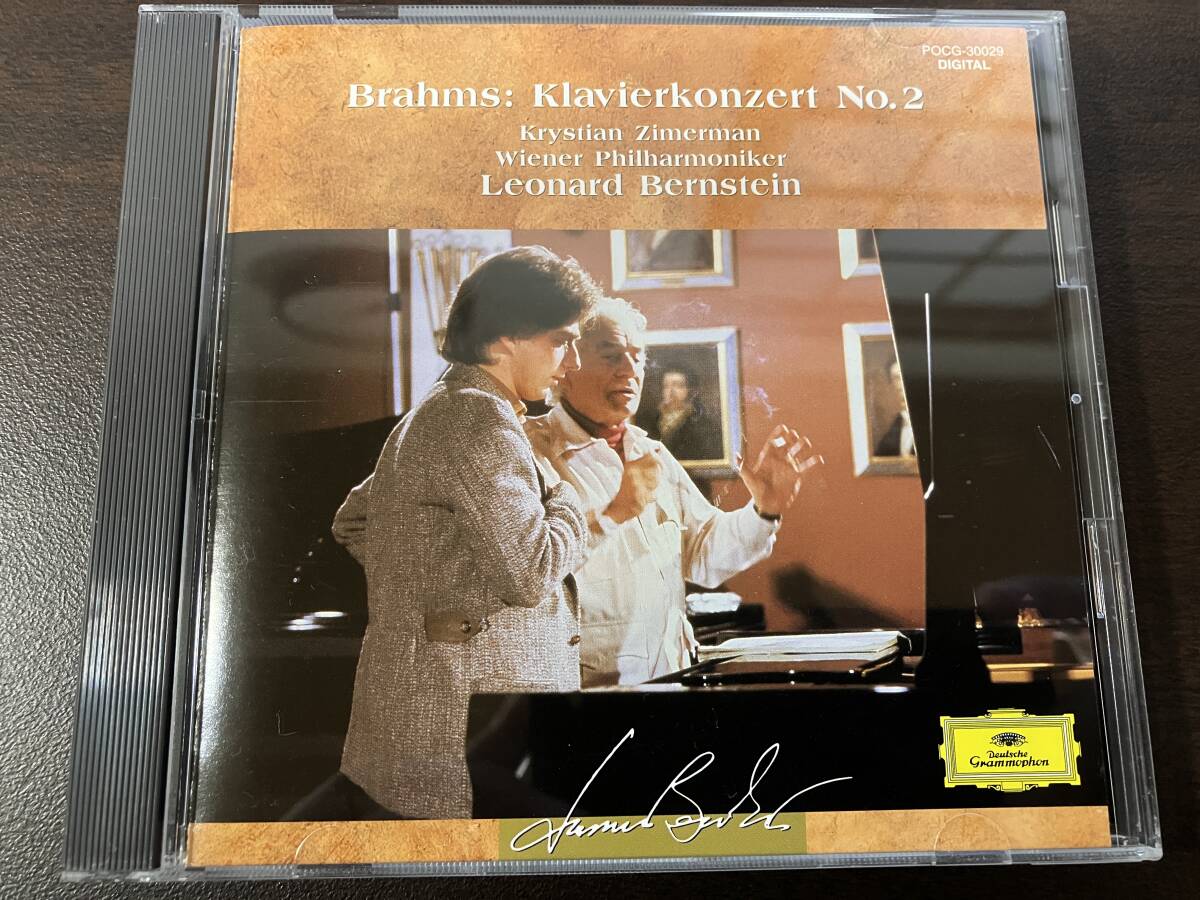 POCG-30029
DIGITAL
Brahms: Klavierkonzert No.2
Krystian Zimerman
Wiener Philharmoniker
Leonard Bernstein
Deutsche
Grammophon